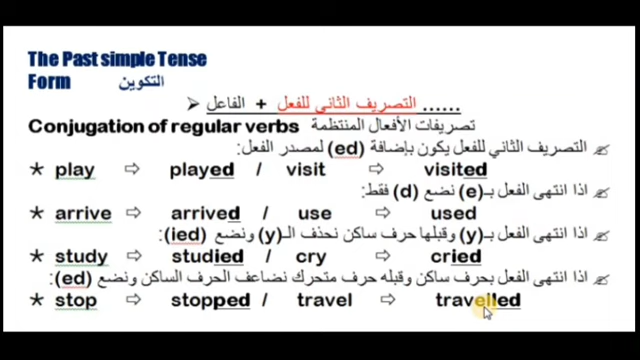 The Past simple Tense
Form التكوين
⮚ الفاعل + التصريف الثاني للفعل ......
Conjugation of regular verbs تصريفات الأفعال المنتظمة
التصريف الثاني للفعل يكون بإضافة (ed) لمصدر الفعل:
* play ⇨ played / visit ⇨ visited
اذا انتهى الفعل بـ(e) نضع (d) فقط:
* arrive ⇨ arrived / use ⇨ used
اذا انتهى الفعل بـ(y) وقبلها حرف ساكن نحذف الـ(y) ونضع (ied):
* study ⇨ studied / cry ⇨ cried
اذا انتهى الفعل بحرف ساكن وقبله حرف متحرك نضاعف الحرف الساكن ونضع (ed):
* stop ⇨ stopped / travel ⇨ travelled